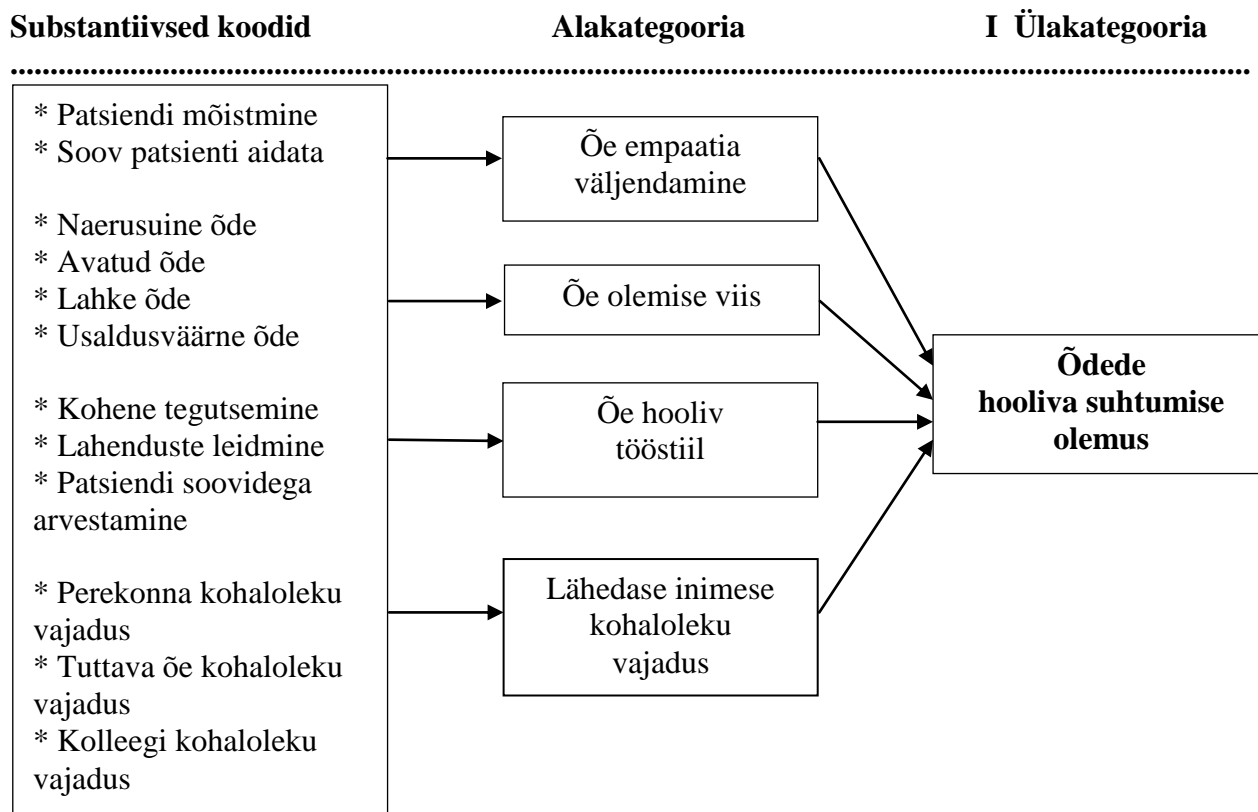 Substantiivsed koodid Alakategooria I Ülakategooria
* Patsiendi mõistmine
* Soov patsienti aidata
* Naerusuine õde
* Avatud õde
* Lahke õde
* Usaldusväärne õde
* Kohene tegutsemine
* Lahenduste leidmine
* Patsiendi soovidega
arvestamine
* Perekonna kohaloleku
vajadus
* Tuttava õe kohaloleku
vajadus
* Kolleegi kohaloleku
vajadus
Õe empaatia
väljendamine
Õe olemise viis
Õe hooliv
tööstiil
Lähedase inimese
kohaloleku
vajadus
Õdede
hooliva suhtumise
olemus